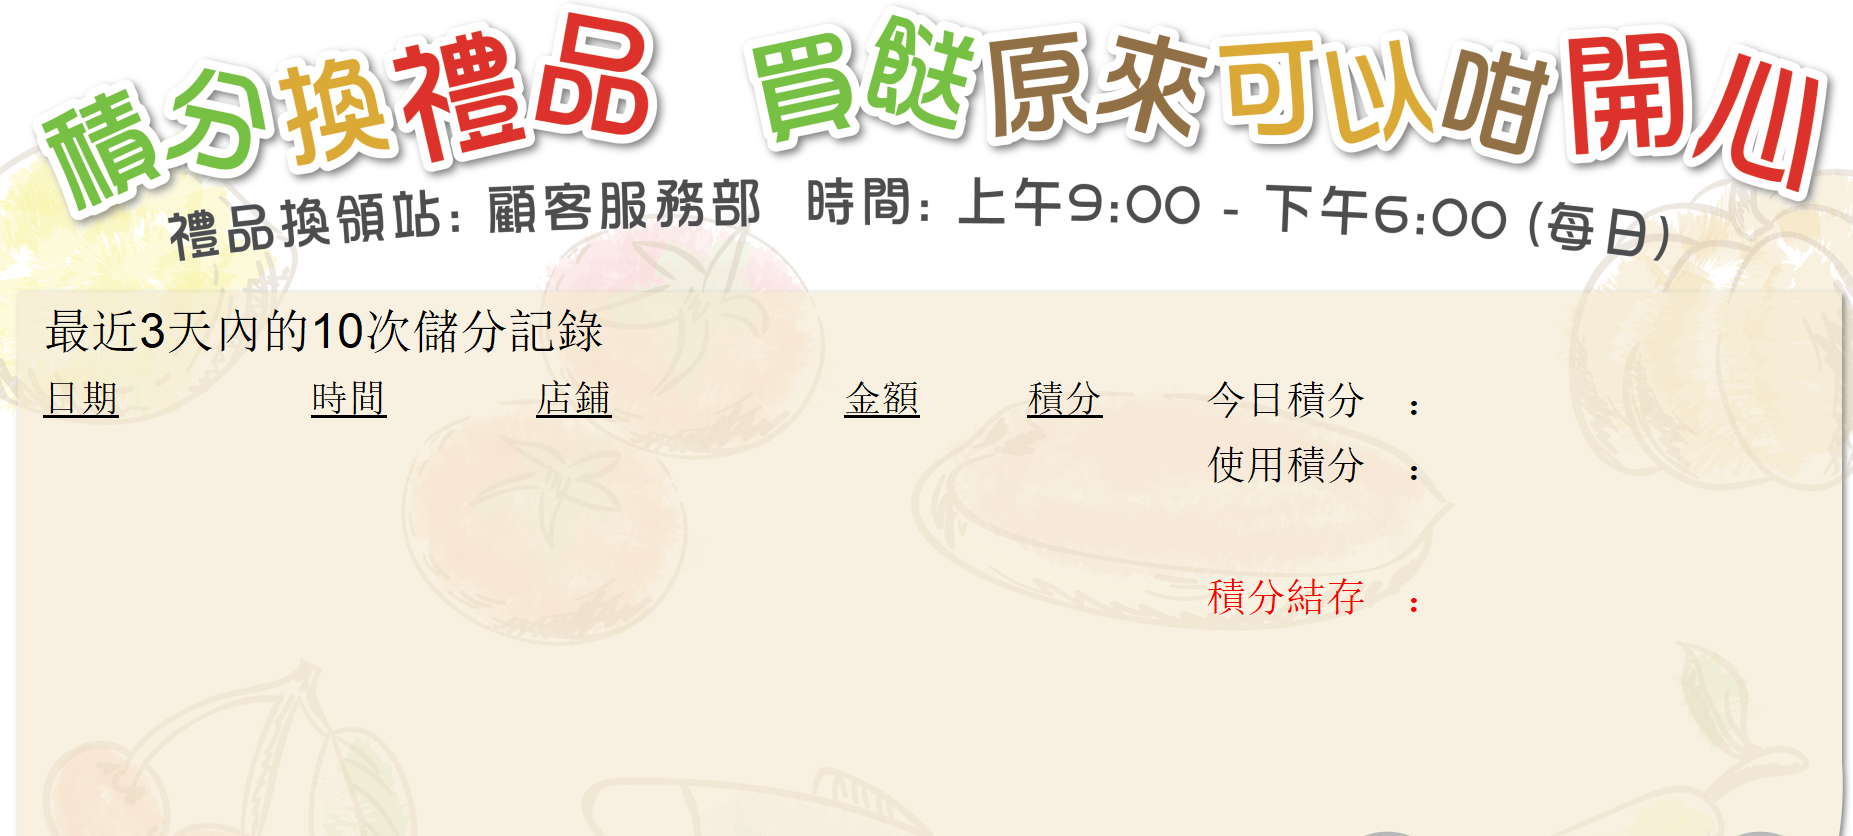 積分換禮品 買餸原來可以咁開心
禮品換領站: 顧客服務部 時間: 上午9:00 - 下午6:00 (每日)
最近3天內的10次儲分記錄
日期 時間 店鋪 金額 積分 今日積分 :
使用積分 :
積分結存 :